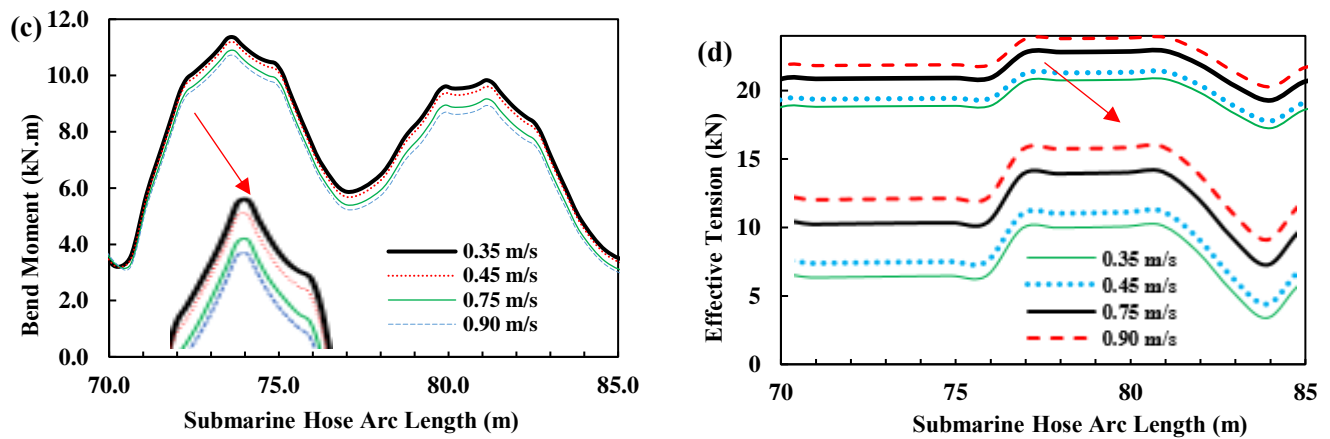 (c)
12.0
10.0
8.0
6.0
4.0
2.0
0.0
Bend Moment (kN.m)
0.35 m/s
0.45 m/s
0.75 m/s
0.90 m/s
70.0 75.0 80.0 85.0
Submarine Hose Arc Length (m)
(d)
20
15
10
5
0
Effective Tension (kN)
0.35 m/s
0.45 m/s
0.75 m/s
0.90 m/s
70 75 80 85
Submarine Hose Arc Length (m)